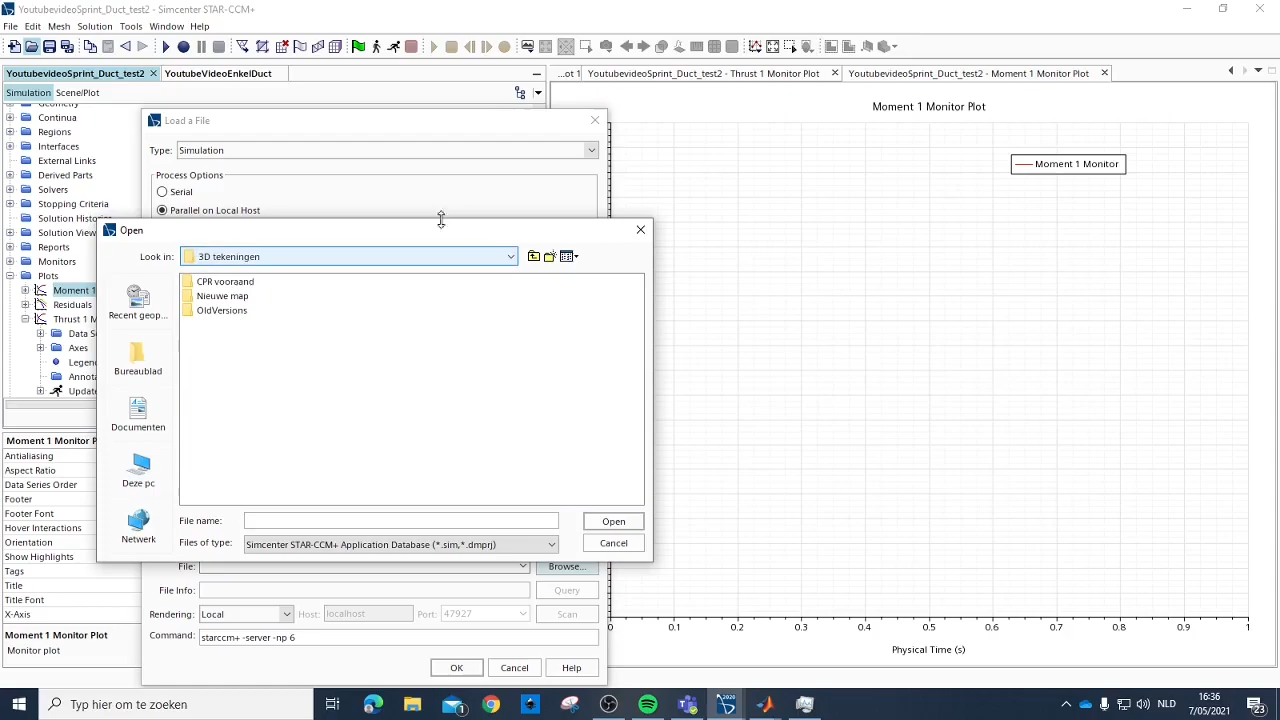 YoutubevideoSprint_Duct_test2 - Simcenter STAR-CCM+
File Edit Mesh Solution Tools Window Help
YoutubevideoSprint_Duct_test2 YoutubeVideoEnkelDuct
...ot 1 YoutubevideoSprint_Duct_test2 - Thrust 1 Monitor Plot YoutubevideoSprint_Duct_test2 - Moment 1 Monitor Plot
Simulation Scene/Plot
Geometry
Continua
Regions
Interfaces
External Links
Derived Parts
Solvers
Stopping Criteria
Solution Histories
Solution View
Reports
Monitors
Plots
Moment 1
Residuals
Thrust 1 M
Data S
Axes
Legen
Annota
Update
Moment 1 Monitor P
Antialiasing
Aspect Ratio
Data Series Order
Footer
Footer Font
Hover Interactions
Orientation
Show Highlights
Tags
Title
Title Font
X-Axis
Moment 1 Monitor Plot
Monitor plot
Load a File
Type: Simulation
Process Options
Serial
Parallel on Local Host
Open
Look in: 3D tekeningen
CPR vooraand
Nieuwe map
OldVersions
Recent geop...
Bureaublad
Documenten
Deze pc
Netwerk
File name:
Open
Files of type: Simcenter STAR-CCM+ Application Database (*.sim,*.dmprj)
Cancel
File: Browse...
File Info: Query
Rendering: Local Host: localhost Port: 47927 Scan
Command: starccm+ -server -np 6
OK Cancel Help
Moment 1 Monitor Plot
Moment 1 Monitor
0 0.1 0.2 0.3 0.4 0.5 0.6 0.7 0.8 0.9 1
Physical Time (s)
Typ hier om te zoeken
NLD
16:36
7/05/2021
23